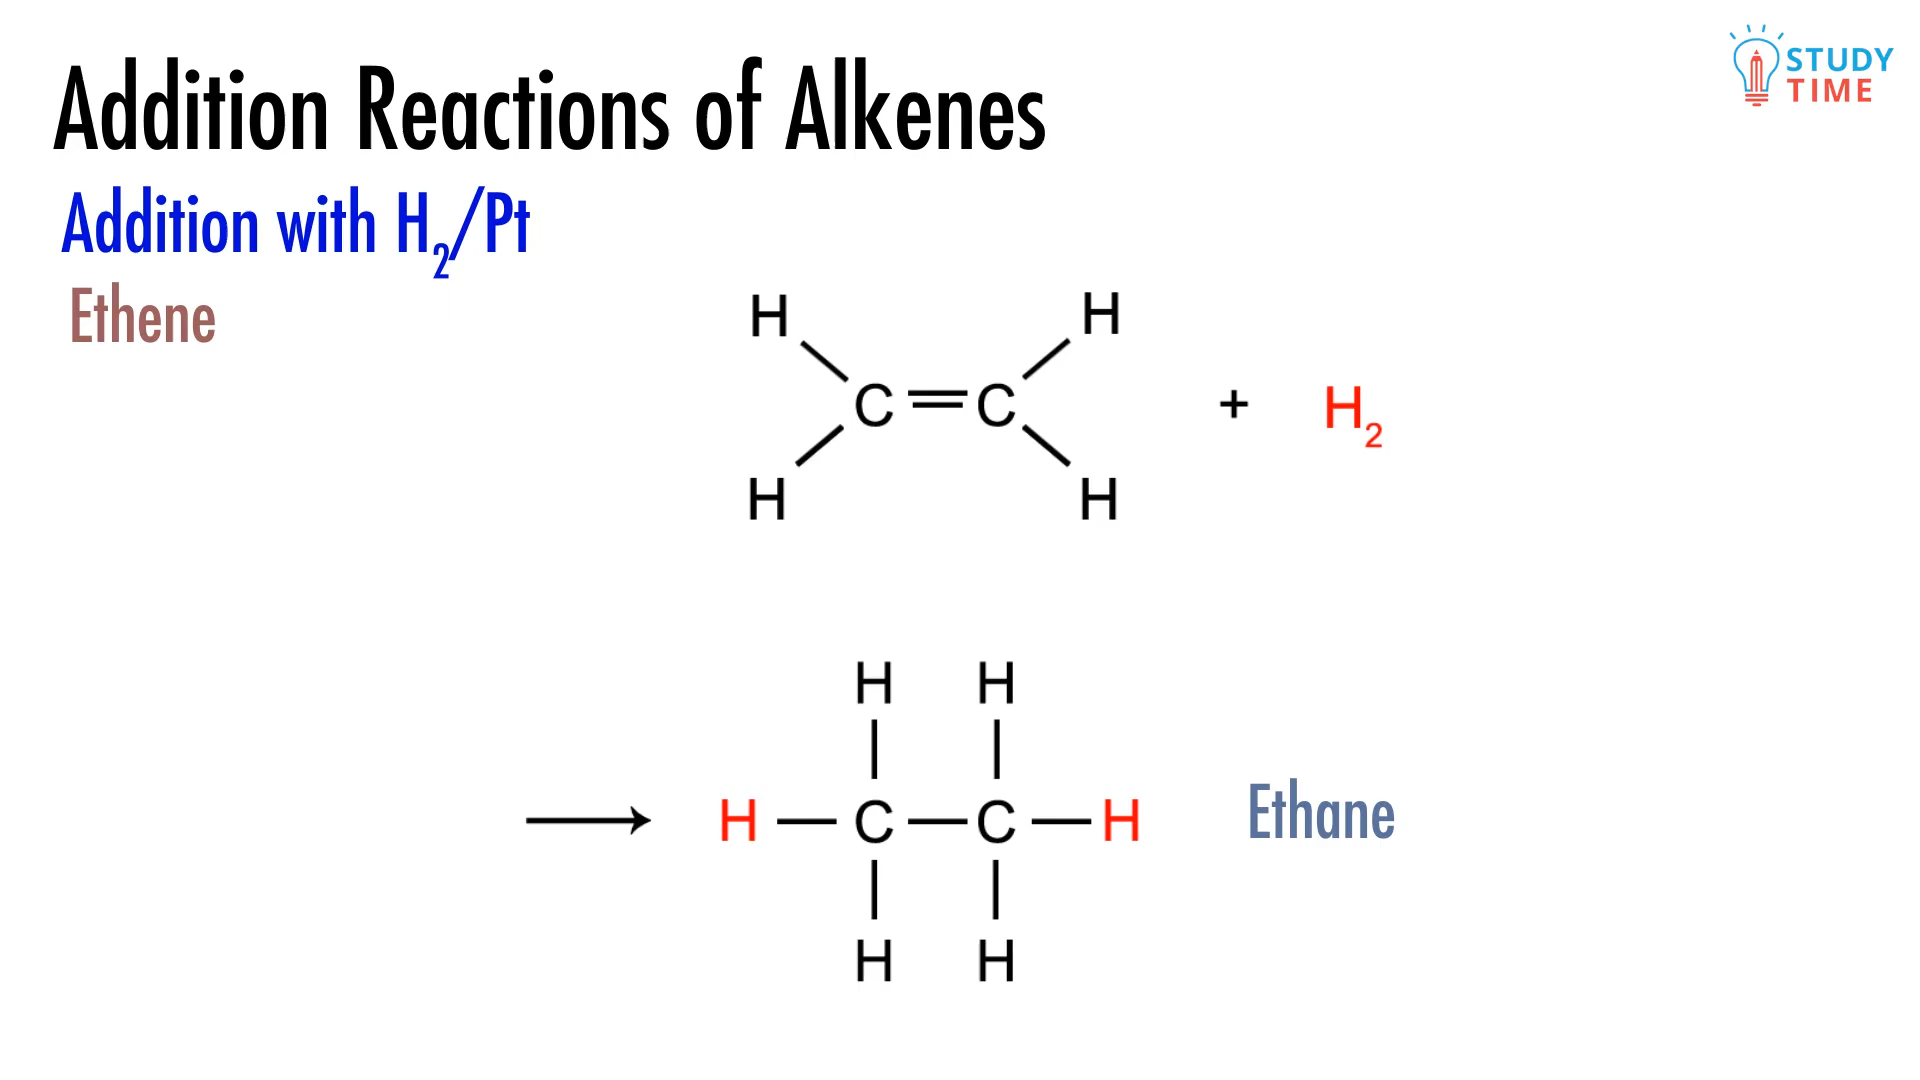 Addition Reactions of Alkenes
STUDY
TIME
Addition with H₂/Pt
Ethene
H H
C C + H₂
H H
H H
H C C H Ethane
H H